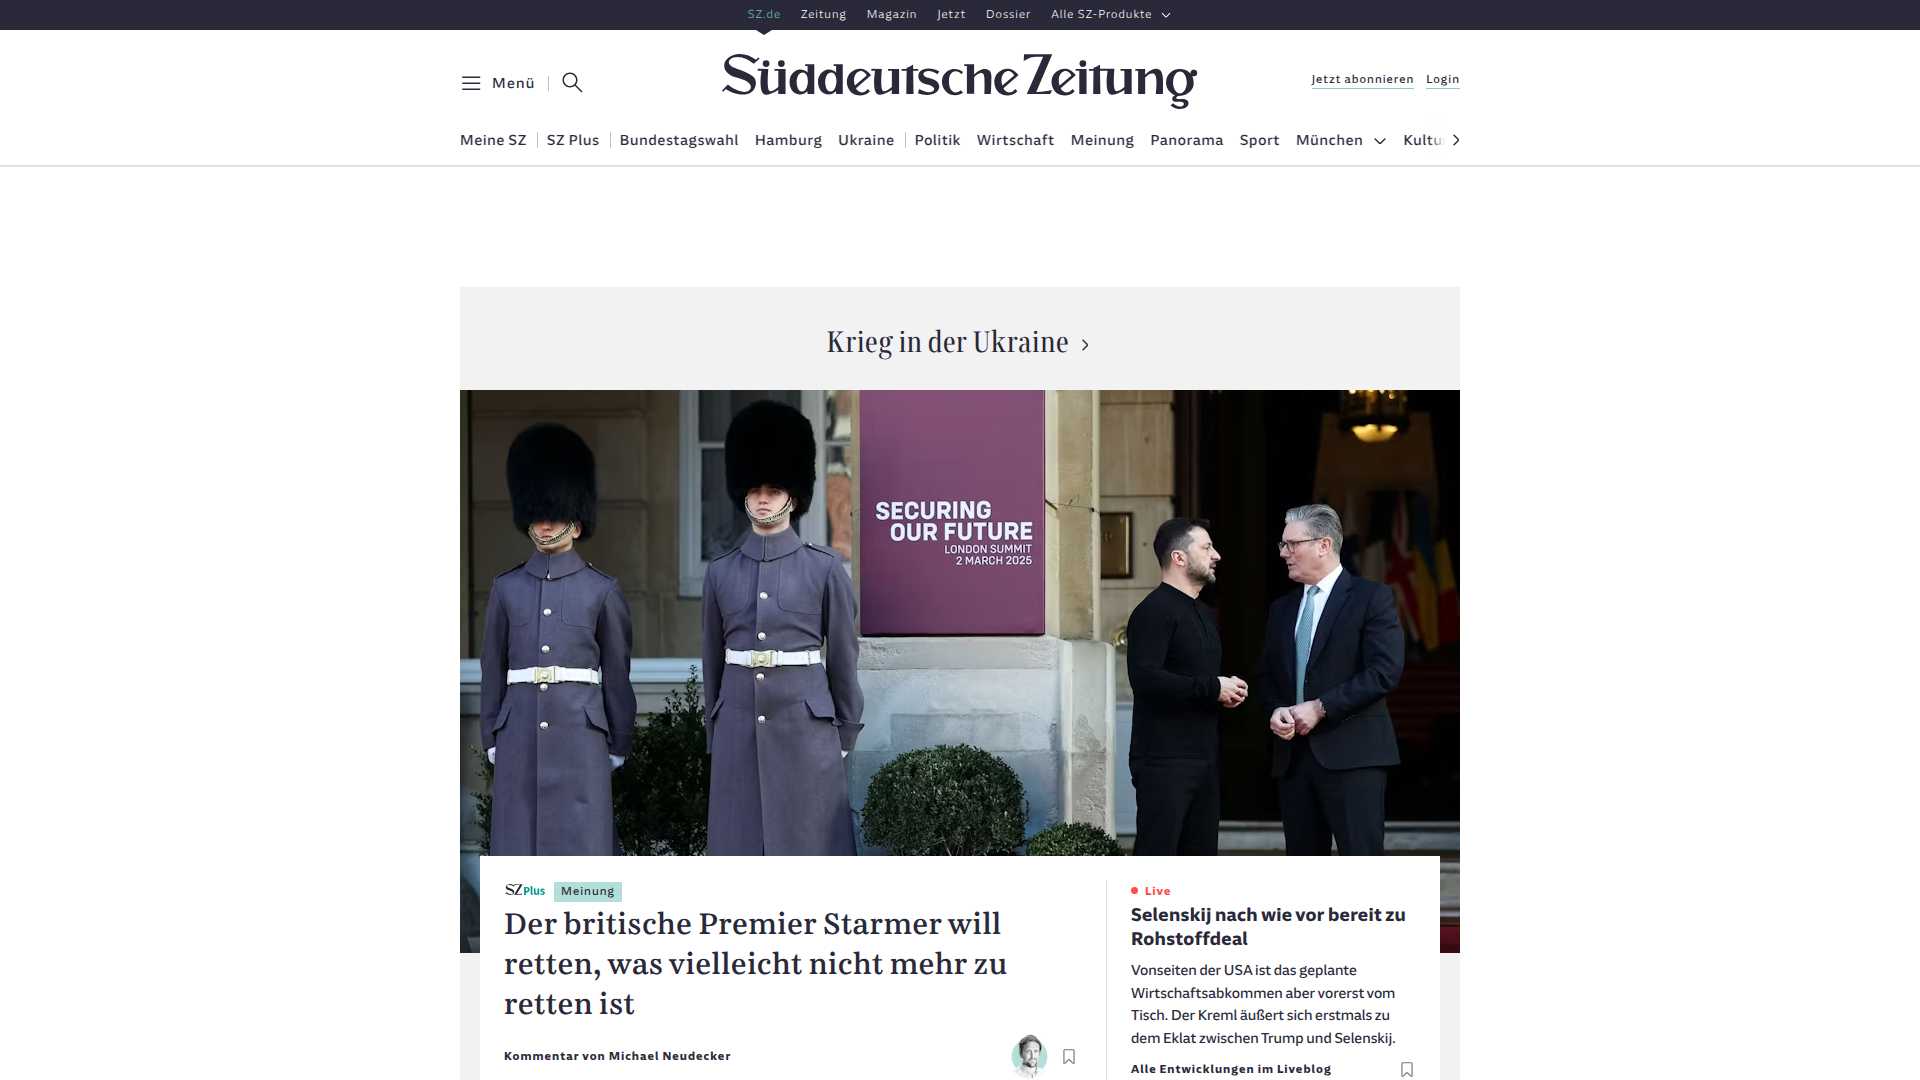 SZ.de Zeitung Magazin Jetzt Dossier Alle SZ-Produkte
Menü
Süddeutsche Zeitung
Jetzt abonnieren Login
Meine SZ SZ Plus Bundestagswahl Hamburg Ukraine Politik Wirtschaft Meinung Panorama Sport München Kultu
Krieg in der Ukraine
SECURING
OUR FUTURE
LONDON SUMMIT
2 MARCH 2025
SZ Plus Meinung
Der britische Premier Starmer will
retten, was vielleicht nicht mehr zu
retten ist
Kommentar von Michael Neudecker
Live
Selenskij nach wie vor bereit zu
Rohstoffdeal
Vonseiten der USA ist das geplante
Wirtschaftsabkommen aber vorerst vom
Tisch. Der Kreml äußert sich erstmals zu
dem Eklat zwischen Trump und Selenskij.
Alle Entwicklungen im Liveblog